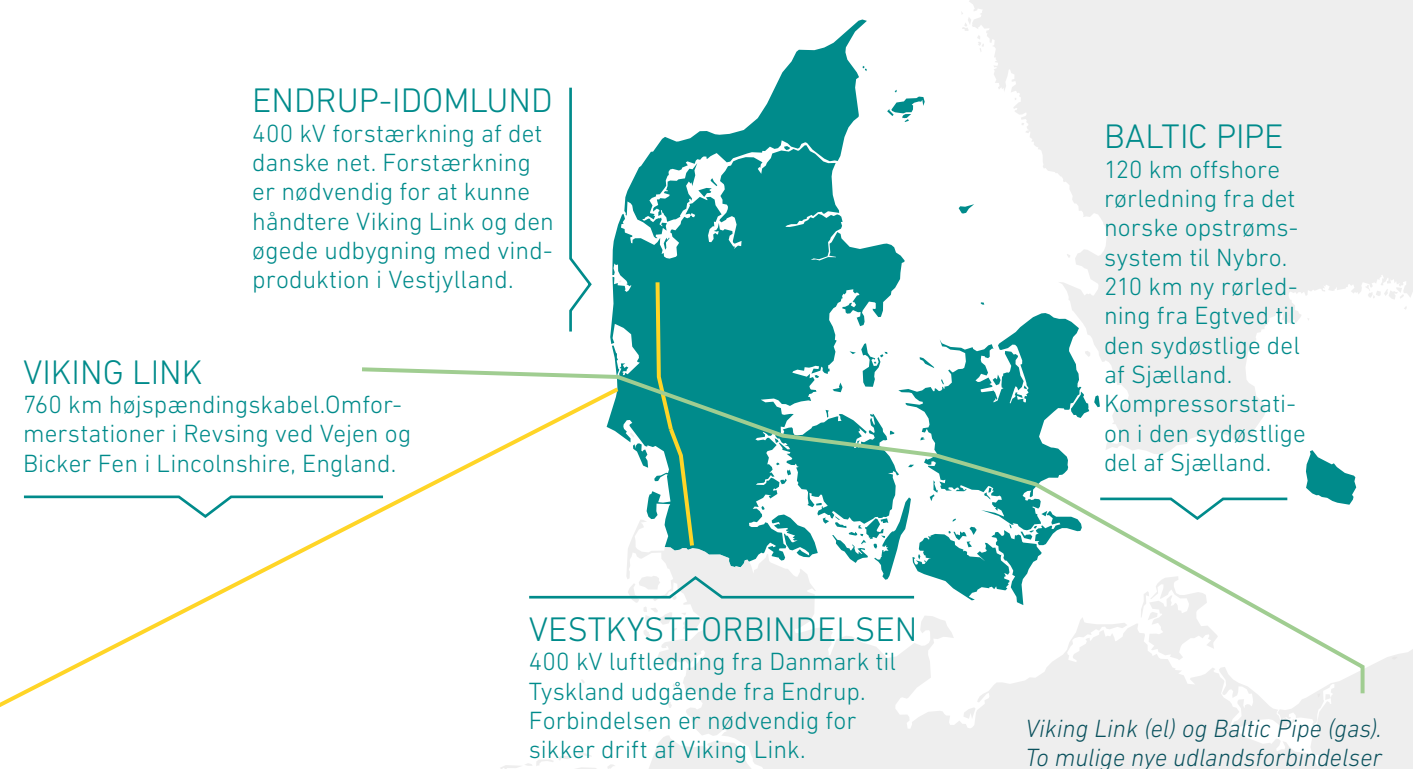 ENDRUP-IDOMLUND
400 kV forstærkning af det
danske net. Forstærkning
er nødvendig for at kunne
håndtere Viking Link og den
øgede udbygning med vind-
produktion i Vestjylland.
VIKING LINK
760 km højspændingskabel.Omfor-
merstationer i Revsing ved Vejen og
Bicker Fen i Lincolnshire, England.
BALTIC PIPE
120 km offshore
rørledning fra det
norske opstrøms-
system til Nybro.
210 km ny rørled-
ning fra Egtved til
den sydøstlige del
af Sjælland.
Kompressorstati-
on i den sydøstlige
del af Sjælland.
VESTKYSTFORBINDELSEN
400 kV luftledning fra Danmark til
Tyskland udgående fra Endrup.
Forbindelsen er nødvendig for
sikker drift af Viking Link.
Viking Link (el) og Baltic Pipe (gas).
To mulige nye udlandsforbindelser